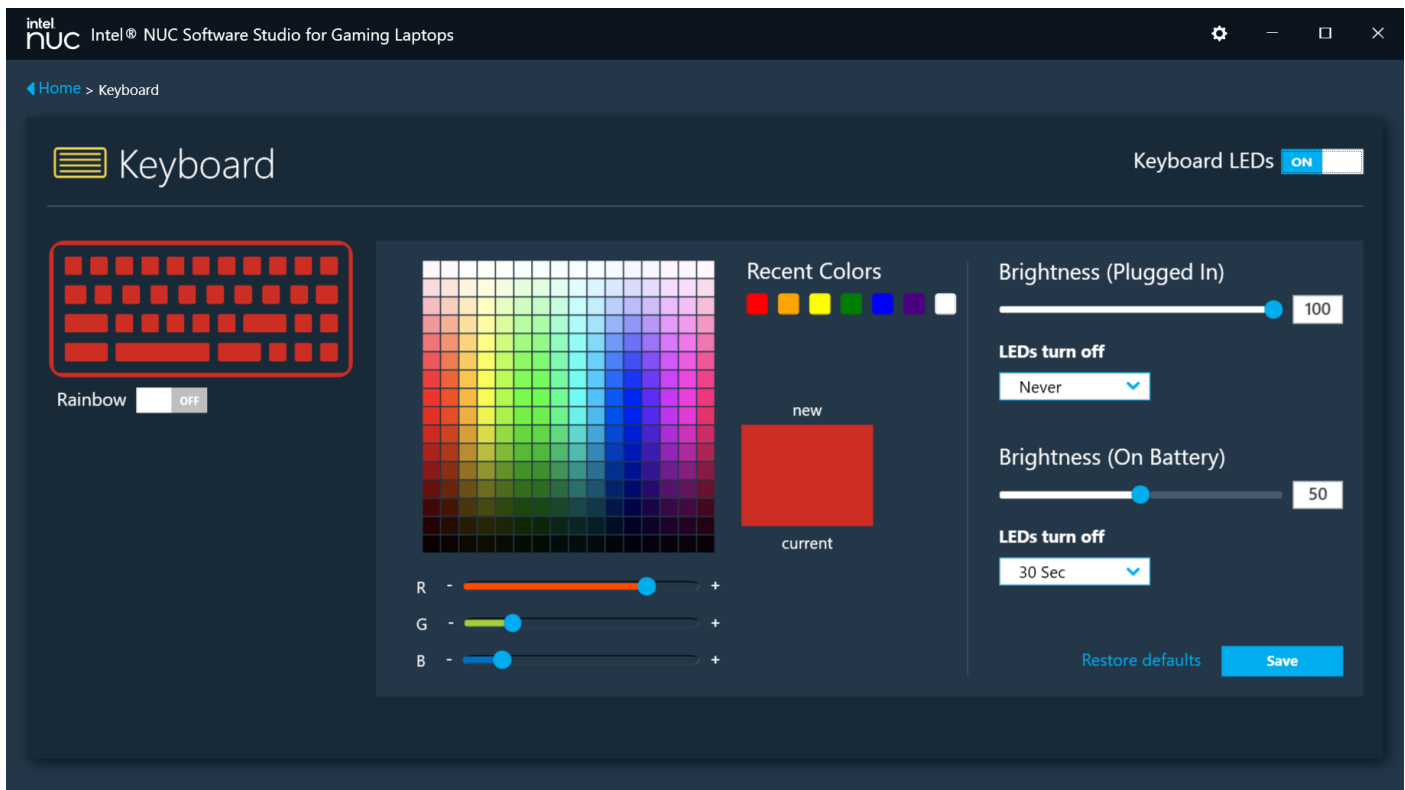 intel
nuc Intel® NUC Software Studio for Gaming Laptops
Home > Keyboard
Keyboard
Keyboard LEDs ON
Rainbow OFF
Recent Colors
new
current
R - +
G - +
B - +
Brightness (Plugged In)
100
LEDs turn off
Never
Brightness (On Battery)
50
LEDs turn off
30 Sec
Restore defaults
Save